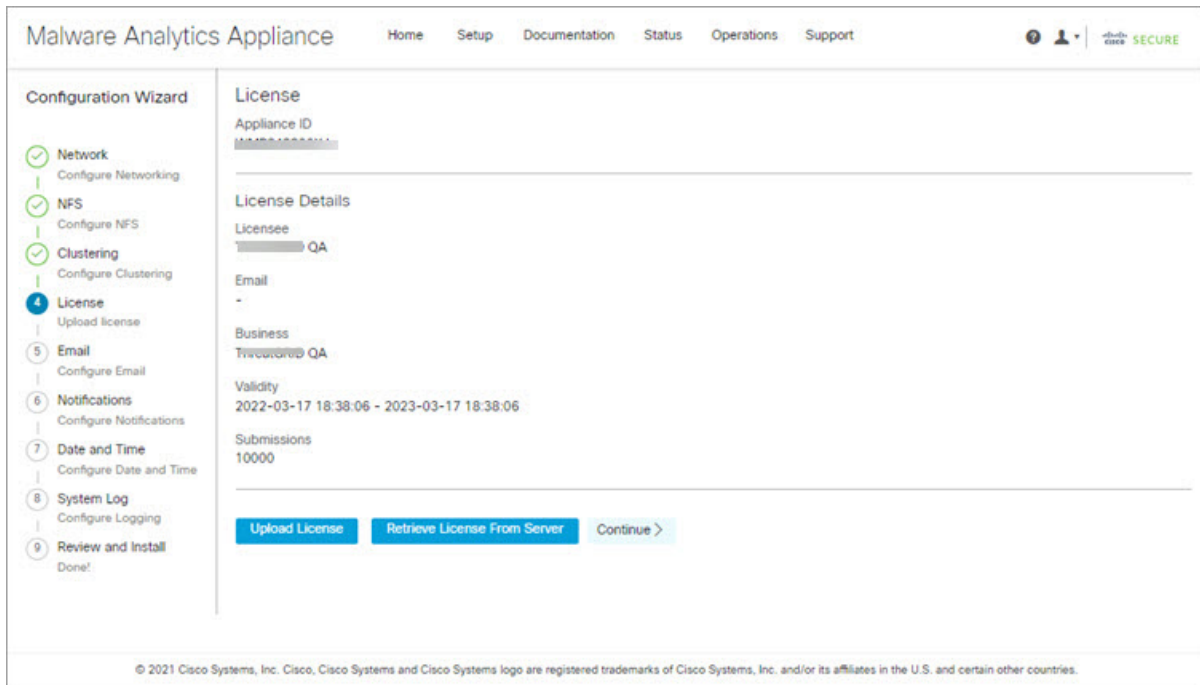 Malware Analytics Appliance
Home Setup Documentation Status Operations Support
CISCO SECURE
Configuration Wizard
Network
Configure Networking
NFS
Configure NFS
Clustering
Configure Clustering
4 License
Upload license
5 Email
Configure Email
6 Notifications
Configure Notifications
7 Date and Time
Configure Date and Time
8 System Log
Configure Logging
9 Review and Install
Done!
License
Appliance ID
License Details
Licensee
QA
Email
-
Business
QA
Validity
2022-03-17 18:38:06 - 2023-03-17 18:38:06
Submissions
10000
Upload License Retrieve License From Server Continue >
© 2021 Cisco Systems, Inc. Cisco, Cisco Systems and Cisco Systems logo are registered trademarks of Cisco Systems, Inc. and/or its affiliates in the U.S. and certain other countries.